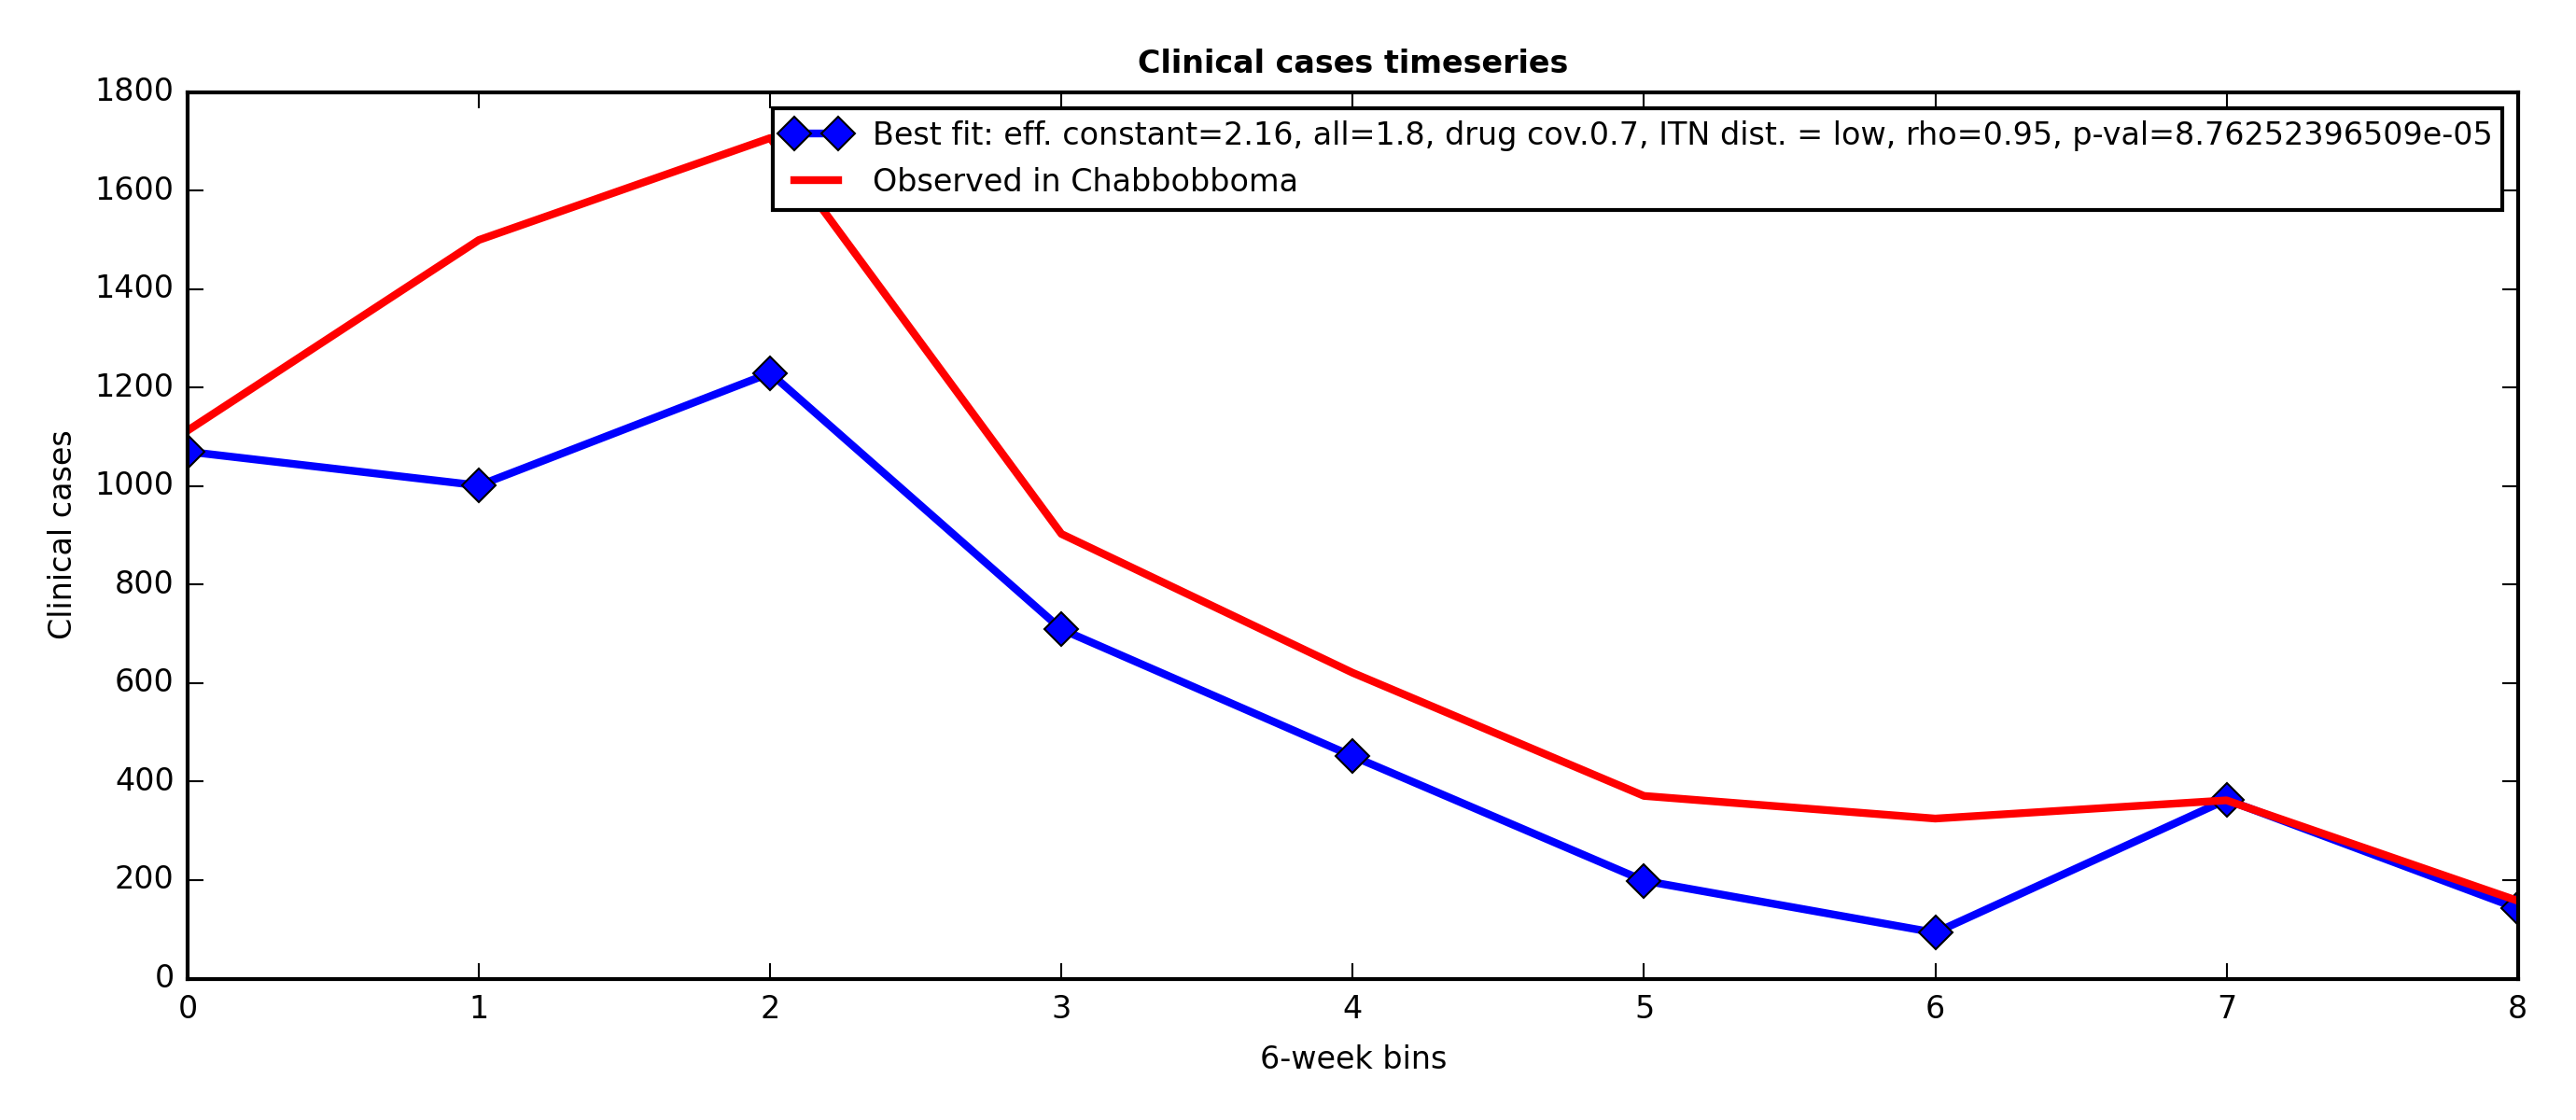 Clinical cases timeseries
1800
1600
1400
1200
1000
800
600
400
200
0
Clinical cases
Best fit: eff. constant=2.16, all=1.8, drug cov.0.7, ITN dist. = low, rho=0.95, p-val=8.76252396509e-05
Observed in Chabbobboma
0 1 2 3 4 5 6 7 8
6-week bins